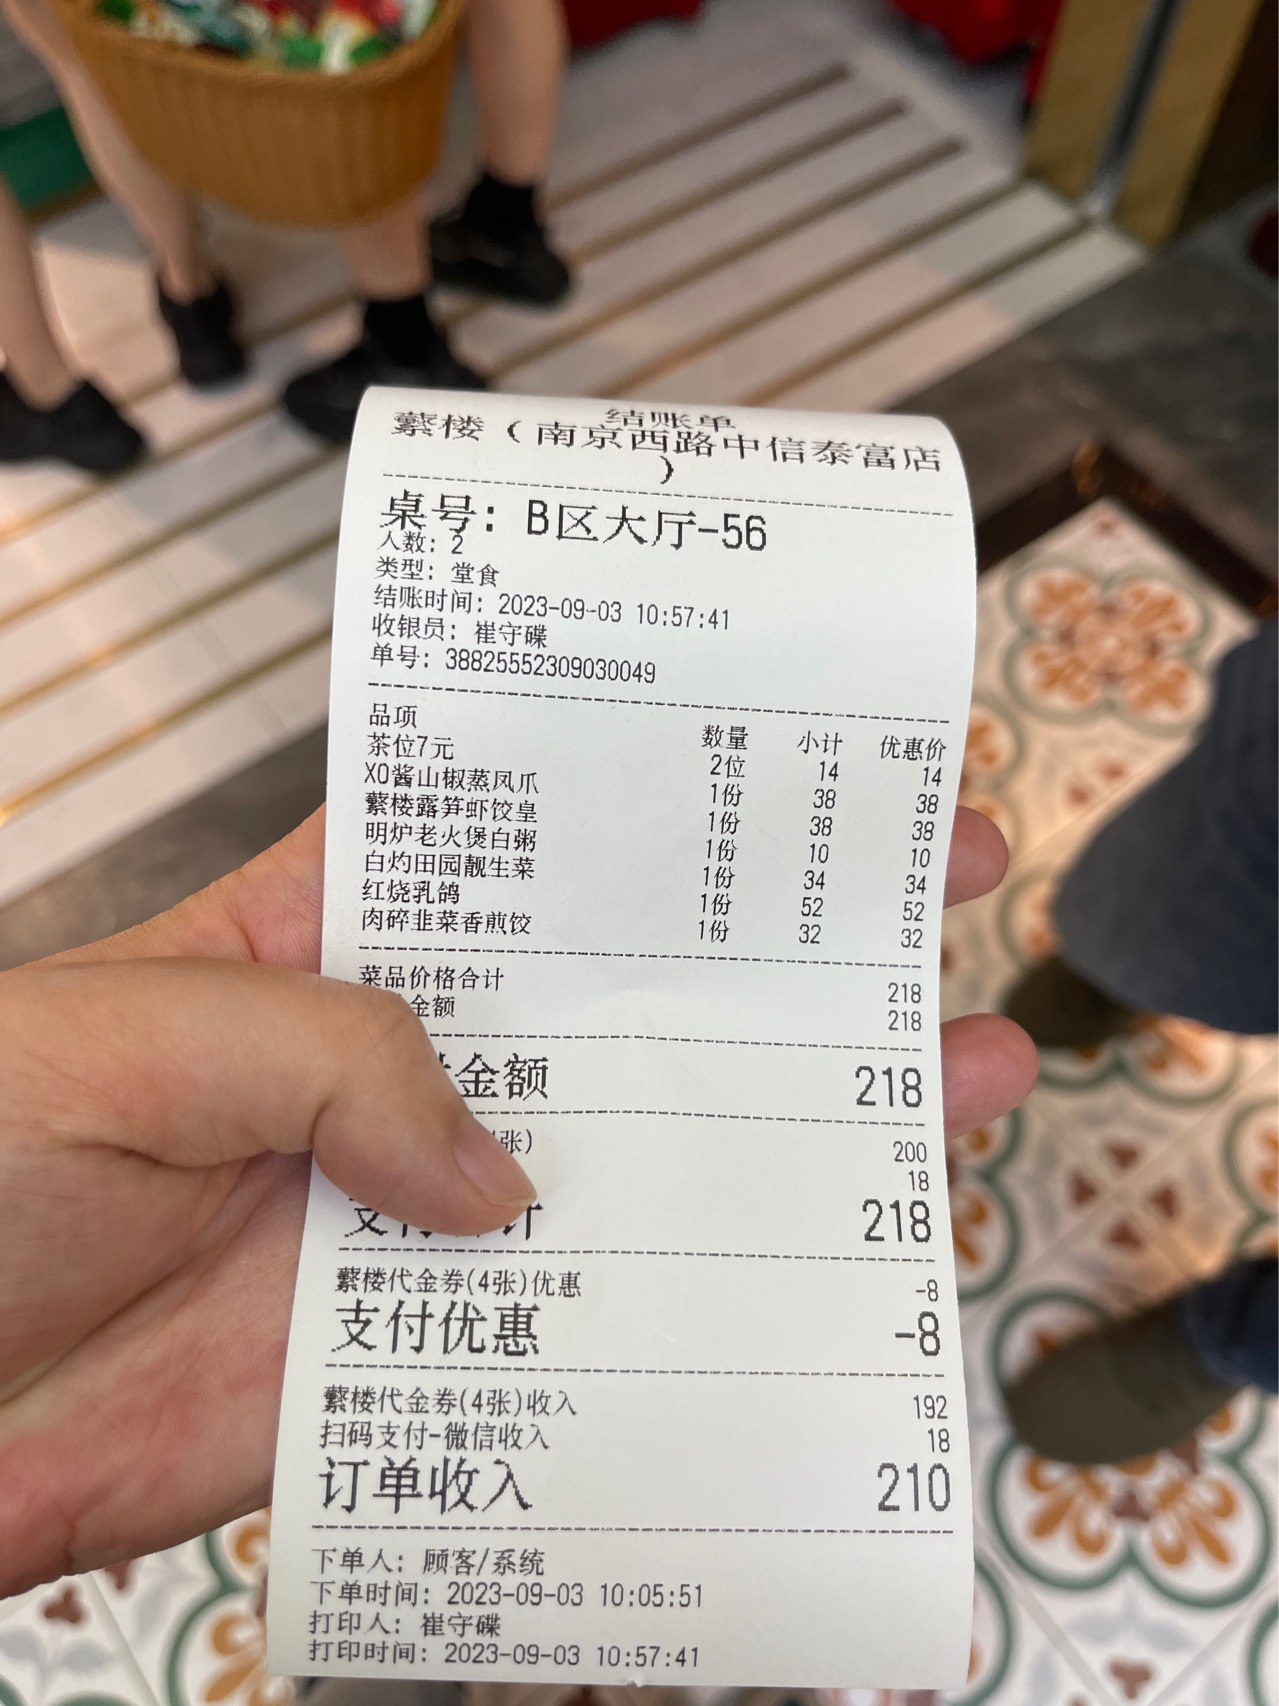 结账单
蘩楼（南京西路中信泰富店
）
桌号: B区大厅-56
人数: 2
类型: 堂食
结账时间: 2023-09-03 10:57:41
收银员: 崔守碟
单号: 38825552309030049
品项 数量 小计 优惠价
茶位7元 2位 14 14
XO酱山椒蒸凤爪 1份 38 38
蘩楼露笋虾饺皇 1份 38 38
明炉老火煲白粥 1份 10 10
白灼田园靓生菜 1份 34 34
红烧乳鸽 1份 52 52
肉碎韭菜香煎饺 1份 32 32
菜品价格合计 218
金额 218
金额 218
张) 200
18
支付 计 218
蘩楼代金券(4张)优惠 -8
支付优惠 -8
蘩楼代金券(4张)收入 192
扫码支付-微信收入 18
订单收入 210
下单人: 顾客/系统
下单时间: 2023-09-03 10:05:51
打印人: 崔守碟
打印时间: 2023-09-03 10:57:41